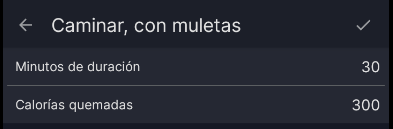 Caminar, con muletas
Minutos de duración 30
Calorías quemadas 300